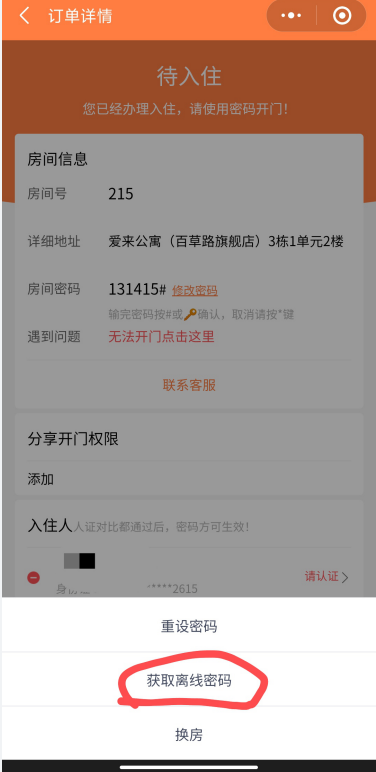 订单详情
待入住
您已经办理入住，请使用密码开门！
房间信息
房间号 215
详细地址 爱来公寓（百草路旗舰店）3栋1单元2楼
房间密码 131415# 修改密码
输完密码按#或🔑确认，取消请按*键
遇到问题 无法开门点击这里
联系客服
分享开门权限
添加
入住人 人证对比都通过后，密码方可生效！
身 ****2615 请认证
重设密码
获取离线密码
换房